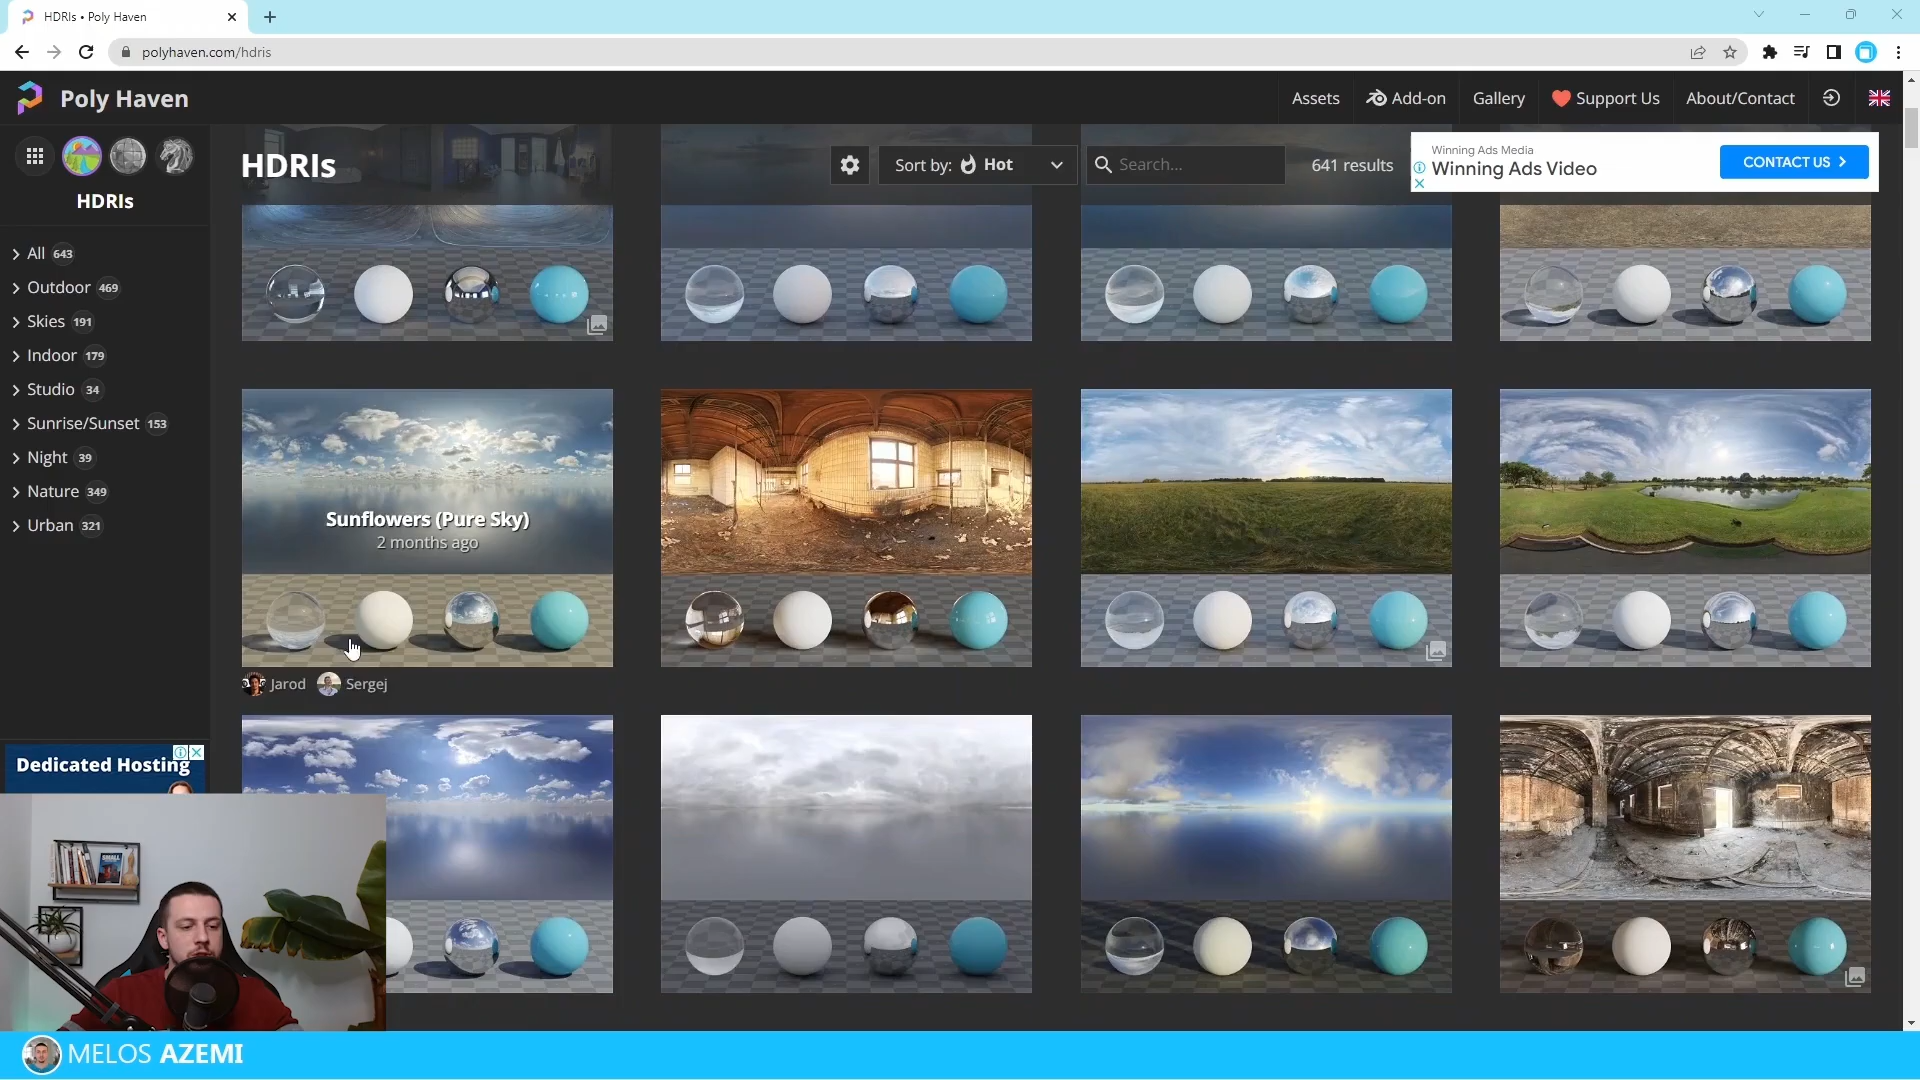 HDRIs • Poly Haven
polyhaven.com/hdris
Poly Haven
Assets
Add-on
Gallery
Support Us
About/Contact
HDRIs
All 643
Outdoor 469
Skies 191
Indoor 179
Studio 34
Sunrise/Sunset 153
Night 39
Nature 349
Urban 321
HDRIs
Sort by: Hot
Search...
641 results
Winning Ads Media
Winning Ads Video
CONTACT US
Sunflowers (Pure Sky)
2 months ago
Jarod
Sergej
Dedicated Hosting
SMALL
MELOS AZEMI